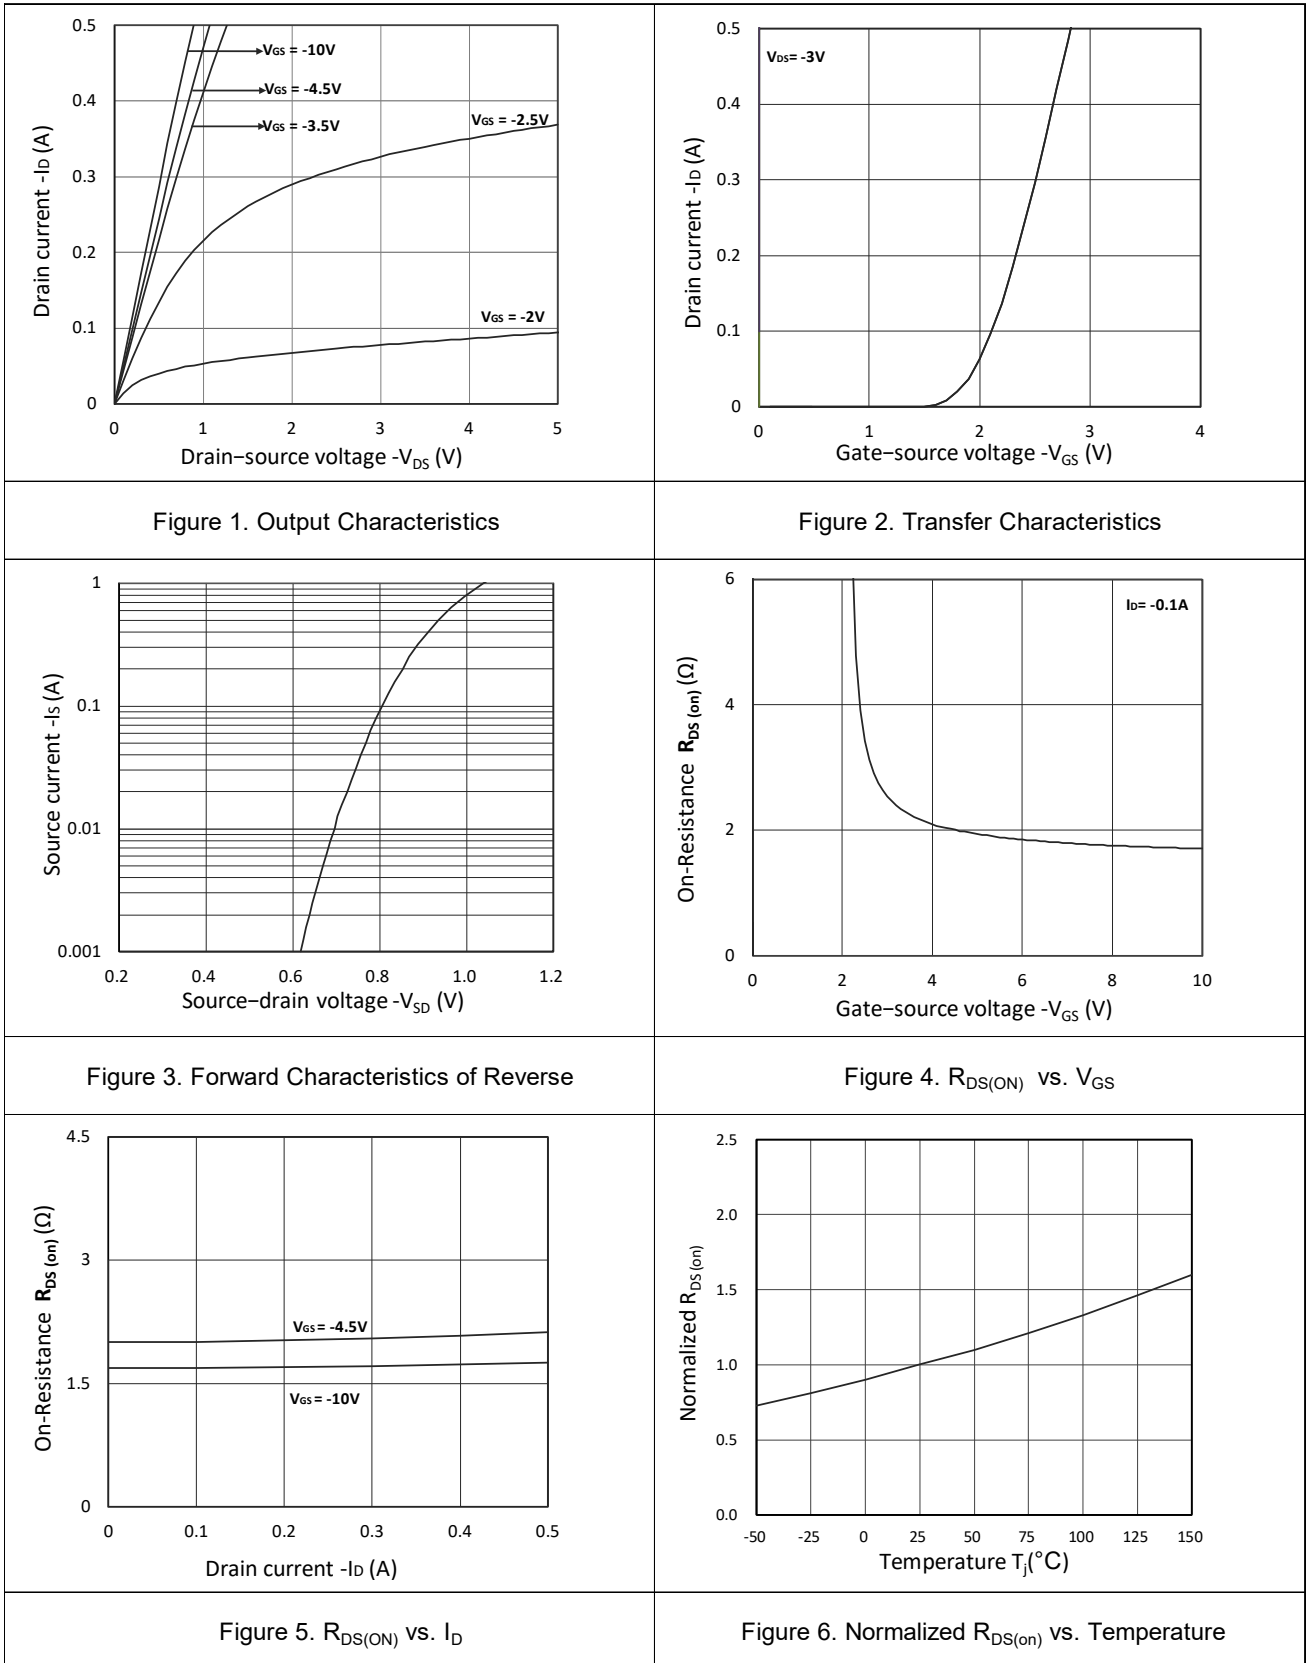 0.5
0.4
0.3
0.2
0.1
0
Drain current -ID (A)
VGS = -10V
VGS = -4.5V
VGS = -3.5V
VGS = -2.5V
VGS = -2V
0 1 2 3 4 5
Drain−source voltage -VDS (V)
Figure 1. Output Characteristics
0.5
0.4
0.3
0.2
0.1
0
Drain current -ID (A)
VDS= -3V
0 1 2 3 4
Gate−source voltage -VGS (V)
Figure 2. Transfer Characteristics
1
0.1
0.01
0.001
Source current -IS (A)
0.2 0.4 0.6 0.8 1.0 1.2
Source−drain voltage -VSD (V)
Figure 3. Forward Characteristics of Reverse
6
4
2
0
On-Resistance RDS (on) (Ω)
ID= -0.1A
0 2 4 6 8 10
Gate−source voltage -VGS (V)
Figure 4. RDS(ON) vs. VGS
4.5
3
1.5
0
On-Resistance RDS (on) (Ω)
VGS = -4.5V
VGS = -10V
0 0.1 0.2 0.3 0.4 0.5
Drain current -ID (A)
Figure 5. RDS(ON) vs. ID
2.5
2.0
1.5
1.0
0.5
0.0
Normalized RDS(on)
-50 -25 0 25 50 75 100 125 150
Temperature Tj(°C)
Figure 6. Normalized RDS(on) vs. Temperature